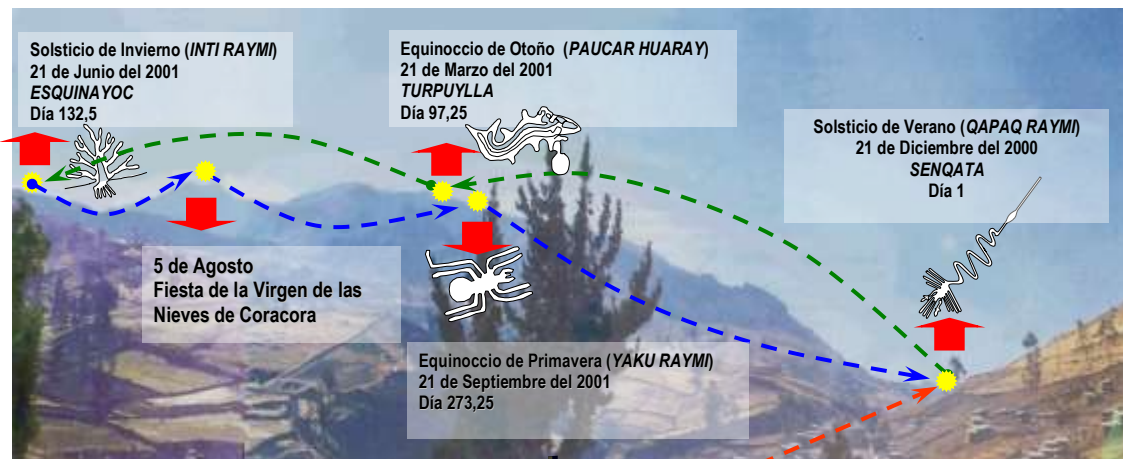 Solsticio de Invierno (INTI RAYMI)
21 de Junio del 2001
ESQUINAYOC
Día 132,5
Equinoccio de Otoño (PAUCAR HUARAY)
21 de Marzo del 2001
TURPUYLLA
Día 97,25
Solsticio de Verano (QAPAQ RAYMI)
21 de Diciembre del 2000
SENQATA
Día 1
5 de Agosto
Fiesta de la Virgen de las
Nieves de Coracora
Equinoccio de Primavera (YAKU RAYMI)
21 de Septiembre del 2001
Día 273,25